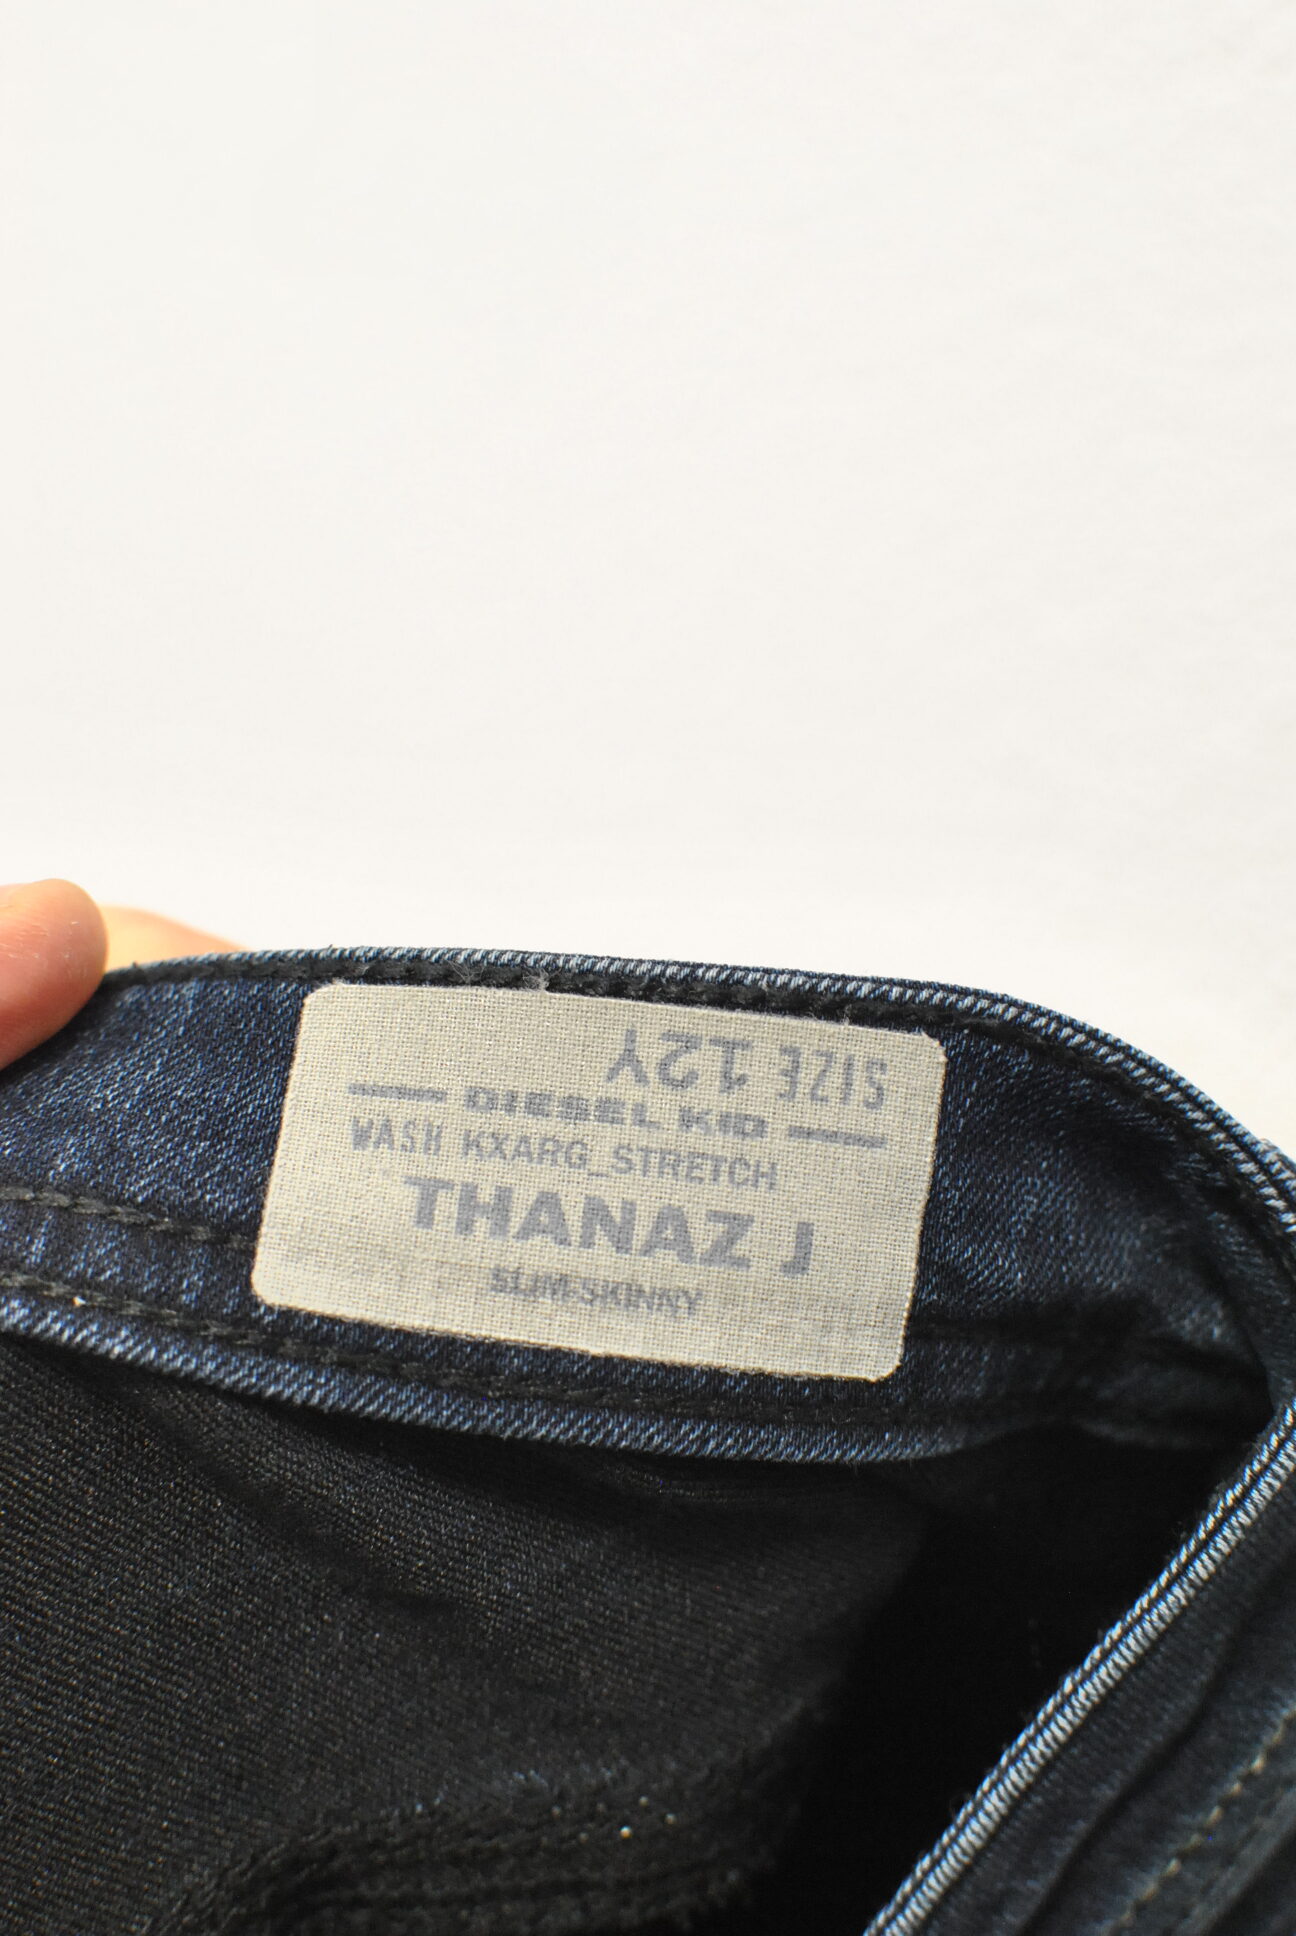 SIZE 12Y
DIESEL KID
WASH KXARG_STRETCH
THANAZ J
SLIM-SKINNY